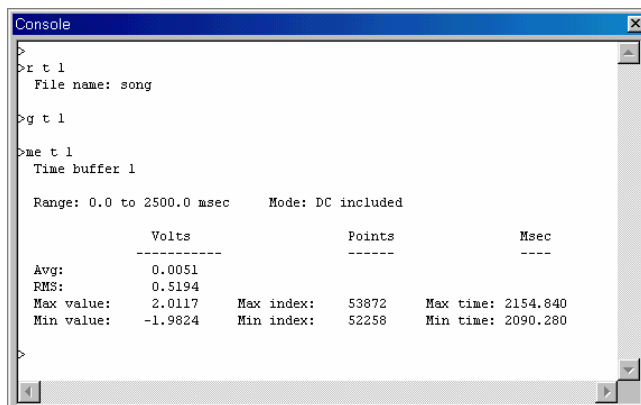 Console
>
>r t 1
File name: song
>g t 1
>me t 1
Time buffer 1
Range: 0.0 to 2500.0 msec Mode: DC included
Volts Points Msec
----------- ------ ----
Avg: 0.0051
RMS: 0.5194
Max value: 2.0117 Max index: 53872 Max time: 2154.840
Min value: -1.9824 Min index: 52258 Min time: 2090.280
>